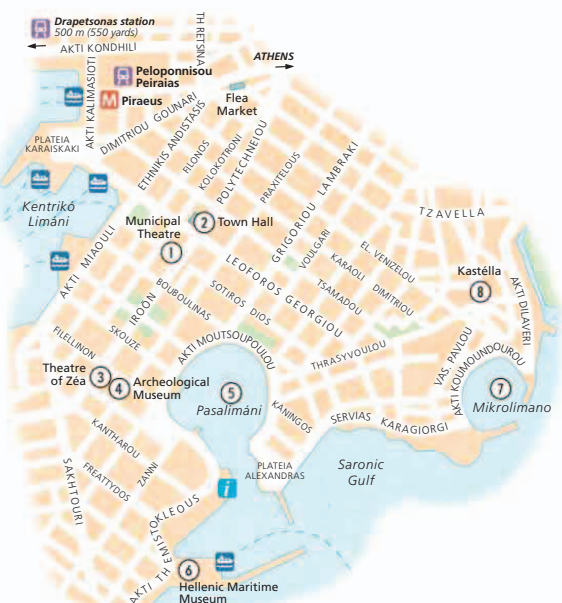 Drapetsonas station
500 m (550 yards)
AKTI KONDHILI
TH RETSINA
ATHENS
Peloponnisou
Peiraias
M Piraeus
AKTI KALIMASIOTI
DIMITRIOU GOUNARI
Flea
Market
PLATEIA
KARAISKAKI
ETHNIKIS ANDISTASIS
FILONOS
KOLOKOTRONI
POLYTECHNEIOU
PRAXITELOUS
GRIGORIOU LAMBRAKI
Kentrikó
Limáni
Municipal
Theatre
1
2 Town Hall
TZAVELLA
AKTI MIAOULI
VOULGARI
EL. VENIZELOU
KARAOLI DIMITRIOU
TSAMADOU
LEOFOROS GEORGIOU
Kastélla
8
AKTI DILAVERI
IROON
BOUBOULINAS
SOTIROS DIOS
SKOUZE
FILELLINON
AKTI MOUTSOUPOULOU
THRASYVOULOU
VAS. PAVLOU
AKTI KOUMOUNDOUROU
Theatre
of Zéa
3
4 Archeological
Museum
5
Pasalimáni
7
Mikrolimano
KANINGOS
SERVIAS KARAGIORGI
KANTHAROU
FREATTYDOS
ZANNI
SAKHTOURI
PLATEIA
ALEXANDRAS
Saronic
Gulf
i
AKTI THEMISTOKLEOUS
6
Hellenic Maritime
Museum